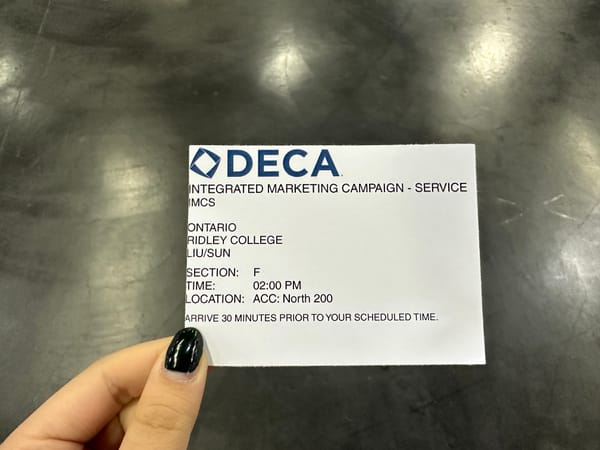 DECA
INTEGRATED MARKETING CAMPAIGN - SERVICE
IMCS
ONTARIO
RIDLEY COLLEGE
LIU/SUN
SECTION: F
TIME: 02:00 PM
LOCATION: ACC: North 200
ARRIVE 30 MINUTES PRIOR TO YOUR SCHEDULED TIME.